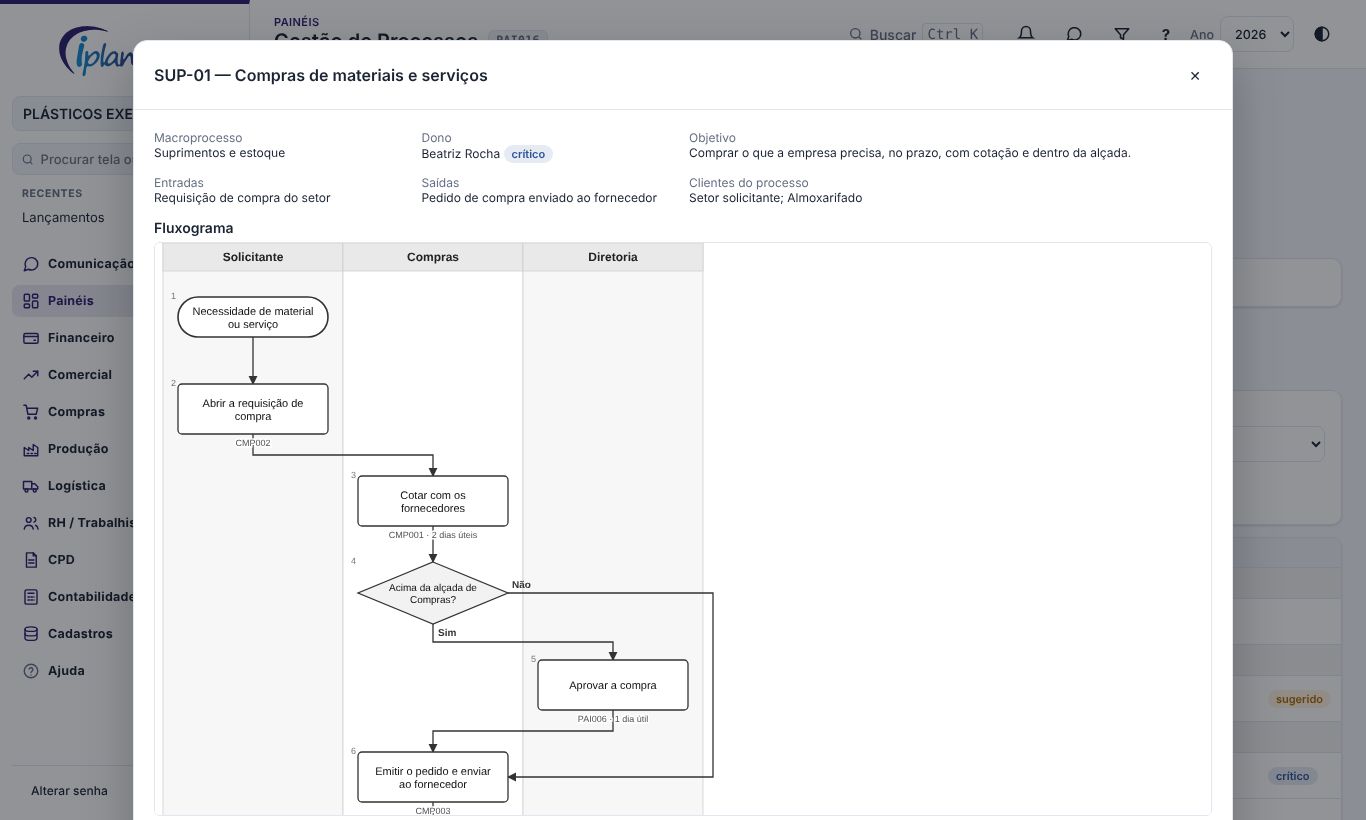 PAINÉIS
Buscar Ctrl K
?
Ano
2026
iplan
PLÁSTICOS EXE
Procurar tela o
RECENTES
Lançamentos
Comunicação
Painéis
Financeiro
Comercial
Compras
Produção
Logística
RH / Trabalhis
CPD
Contabilidade
Cadastros
Ajuda
Alterar senha
SUP-01 — Compras de materiais e serviços
×
Macroprocesso
Suprimentos e estoque
Dono
Beatriz Rocha crítico
Objetivo
Comprar o que a empresa precisa, no prazo, com cotação e dentro da alçada.
Entradas
Requisição de compra do setor
Saídas
Pedido de compra enviado ao fornecedor
Clientes do processo
Setor solicitante; Almoxarifado
Fluxograma
Solicitante
Compras
Diretoria
1
Necessidade de material
ou serviço
2
Abrir a requisição de
compra
CMP002
3
Cotar com os
fornecedores
CMP001 · 2 dias úteis
4
Acima da alçada de
Compras?
Não
Sim
5
Aprovar a compra
PAI006 · 1 dia útil
6
Emitir o pedido e enviar
ao fornecedor
CMP003
sugerido
crítico